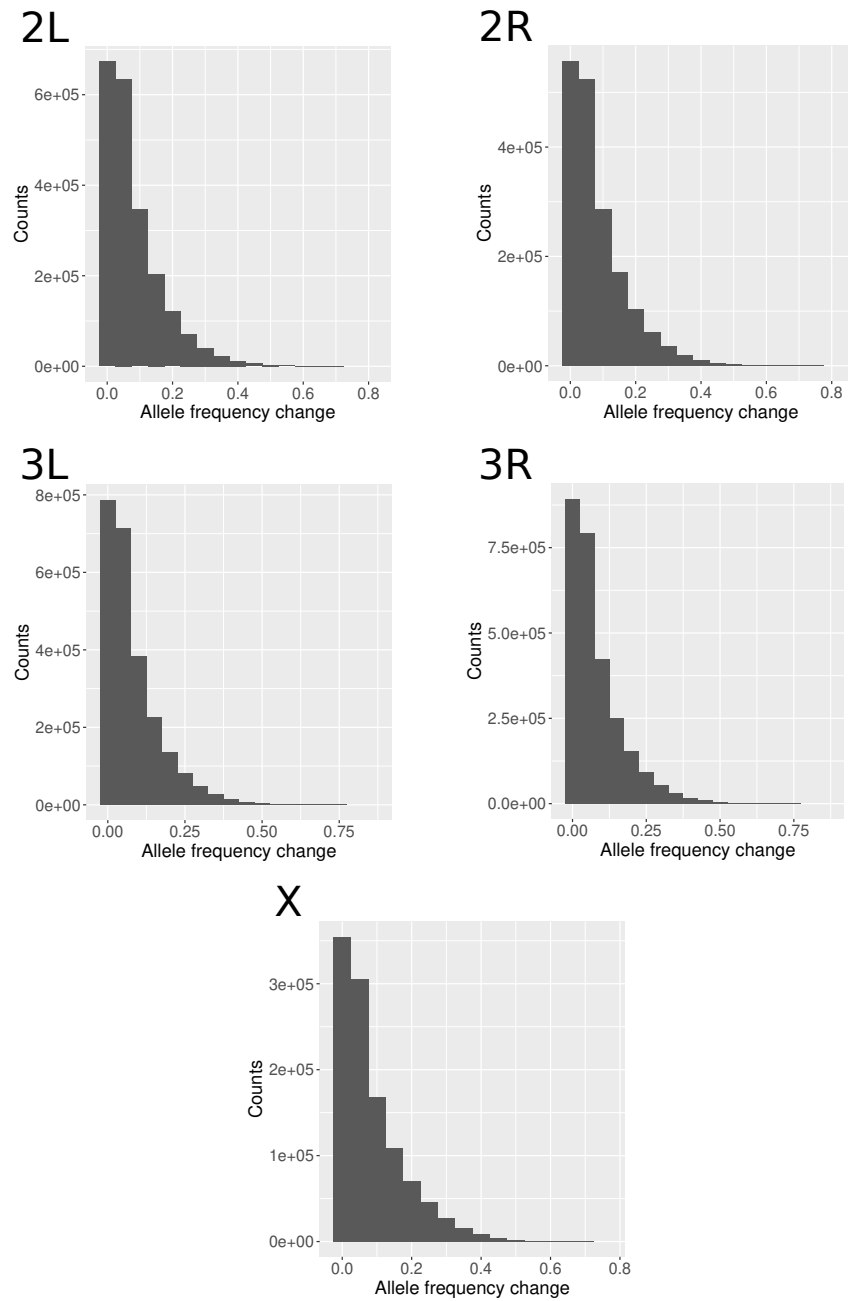 2L
6e+05
4e+05
2e+05
0e+00
Counts
0.0 0.2 0.4 0.6 0.8
Allele frequency change
2R
4e+05
2e+05
0e+00
Counts
0.0 0.2 0.4 0.6 0.8
Allele frequency change
3L
8e+05
6e+05
4e+05
2e+05
0e+00
Counts
0.00 0.25 0.50 0.75
Allele frequency change
3R
7.5e+05
5.0e+05
2.5e+05
0.0e+00
Counts
0.00 0.25 0.50 0.75
Allele frequency change
X
3e+05
2e+05
1e+05
0e+00
Counts
0.0 0.2 0.4 0.6 0.8
Allele frequency change